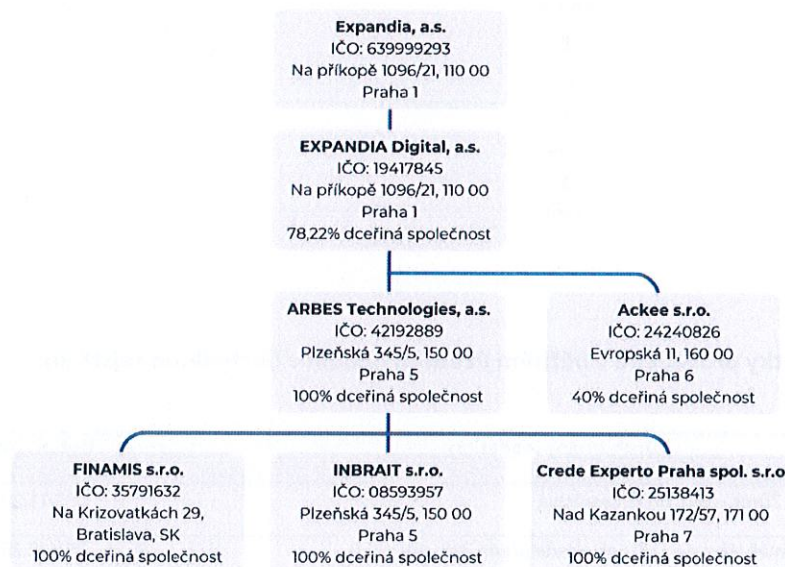 Expandia, a.s.
IČO: 639999293
Na příkopě 1096/21, 110 00
Praha 1
EXPANDIA Digital, a.s.
IČO: 19417845
Na příkopě 1096/21, 110 00
Praha 1
78,22% dceřiná společnost
ARBES Technologies, a.s.
IČO: 42192889
Plzeňská 345/5, 150 00
Praha 5
100% dceřiná společnost
Ackee s.r.o.
IČO: 24240826
Evropská 11, 160 00
Praha 6
40% dceřiná společnost
FINAMIS s.r.o.
IČO: 35791632
Na Krizovatkách 29,
Bratislava, SK
100% dceřiná společnost
INBRAIT s.r.o.
IČO: 08593957
Plzeňská 345/5, 150 00
Praha 5
100% dceřiná společnost
Crede Experto Praha spol. s.r.o
IČO: 25138413
Nad Kazankou 172/57, 171 00
Praha 7
100% dceřiná společnost